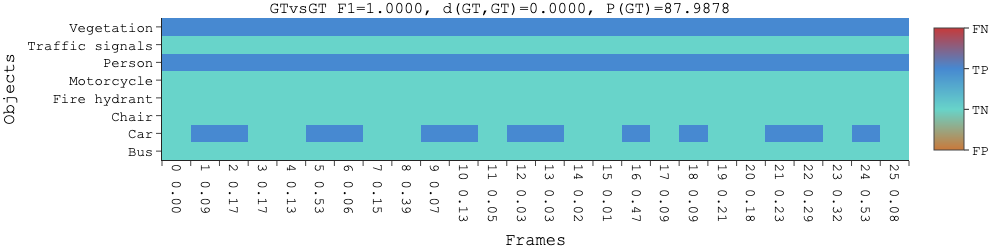 GTvsGT F1=1.0000, d(GT,GT)=0.0000, P(GT)=87.9878
Objects
Vegetation
Traffic signals
Person
Motorcycle
Fire hydrant
Chair
Car
Bus
FN
TP
TN
FP
0 0.00
1 0.09
2 0.17
3 0.17
4 0.11
5 0.06
6 0.06
7 0.15
8 0.39
9 0.07
10 0.13
11 0.05
12 0.03
13 0.03
14 0.02
15 0.01
16 0.47
17 0.09
18 0.09
19 0.21
20 0.18
21 0.23
22 0.29
23 0.32
24 0.53
25 0.08
Frames